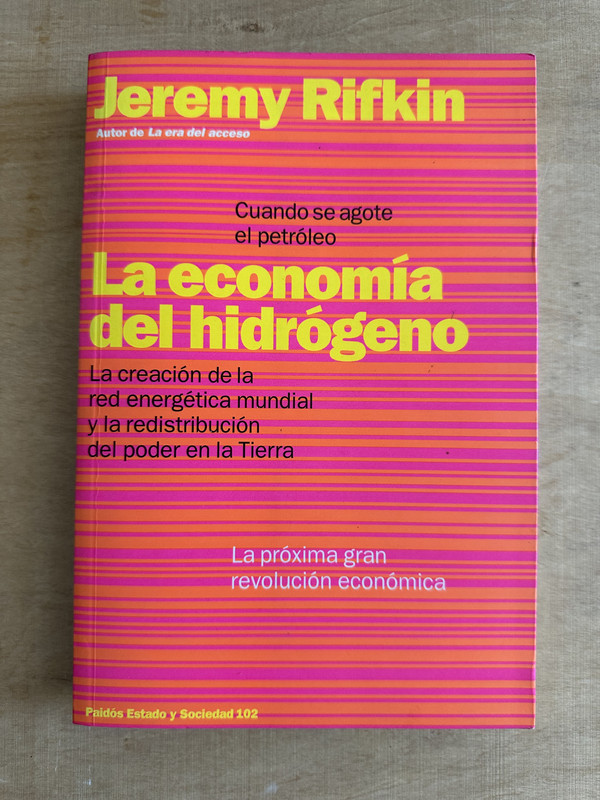 Jeremy Rifkin
Autor de La era del acceso
Cuando se agote
el petróleo
La economía
del hidrógeno
La creación de la
red energética mundial
y la redistribución
del poder en la Tierra
La próxima gran
revolución económica
Paidós Estado y Sociedad 102